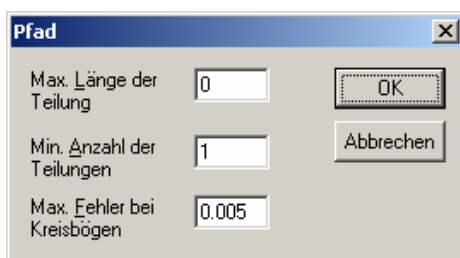 Pfad
Max. Länge der
Teilung
0
OK
Min. Anzahl der
Teilungen
1
Abbrechen
Max. Fehler bei
Kreisbögen
0.005